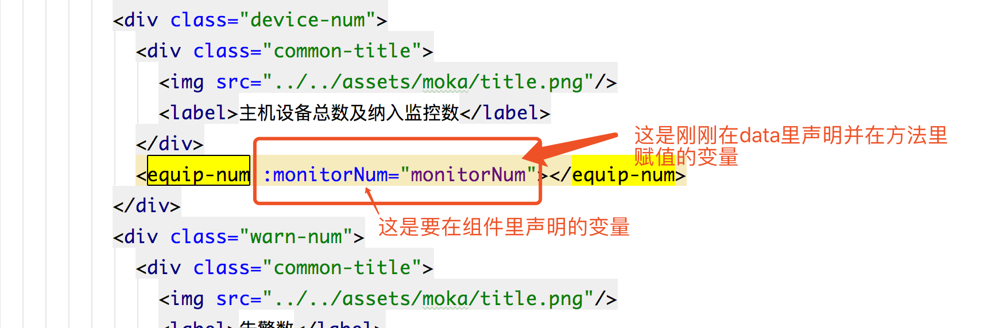 <div class="device-num">
<div class="common-title">
<img src="../../assets/moka/title.png"/>
<label>主机设备总数及纳入监控数</label>
</div>
这是刚刚在data里声明并在方法里
赋值的变量
<equip-num :monitorNum="monitorNum"></equip-num>
</div>
这是要在组件里声明的变量
<div class="warn-num">
<div class="common-title">
<img src="../../assets/moka/title.png"/>
<label>告警数</label>